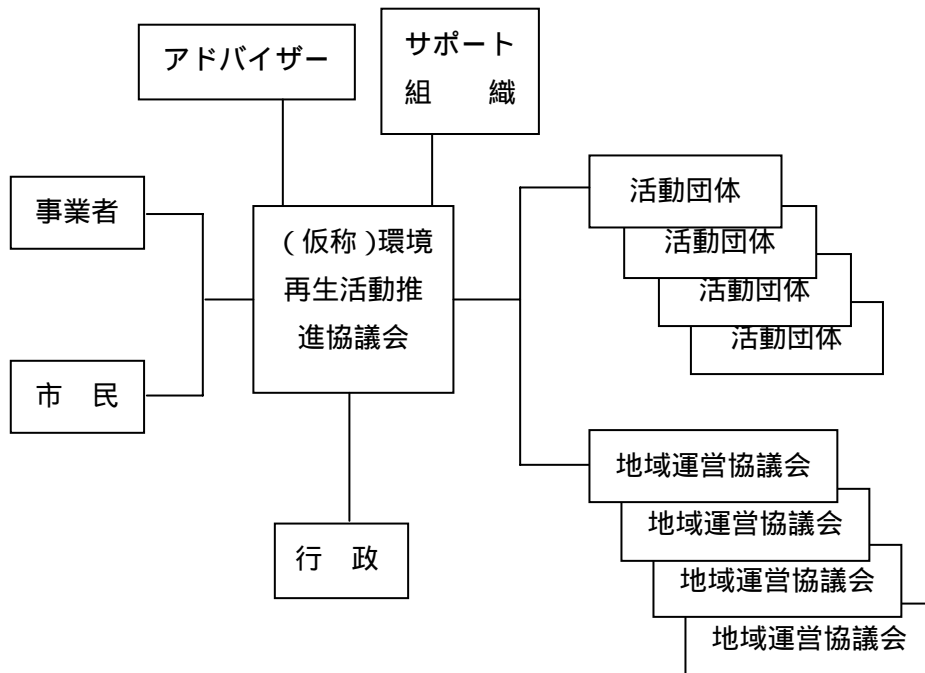 アドバイザー
サポート
組　　織
事業者
市　民
(仮称)環境
再生活動推
進協議会
行　政
活動団体
活動団体
活動団体
活動団体
地域運営協議会
地域運営協議会
地域運営協議会
地域運営協議会